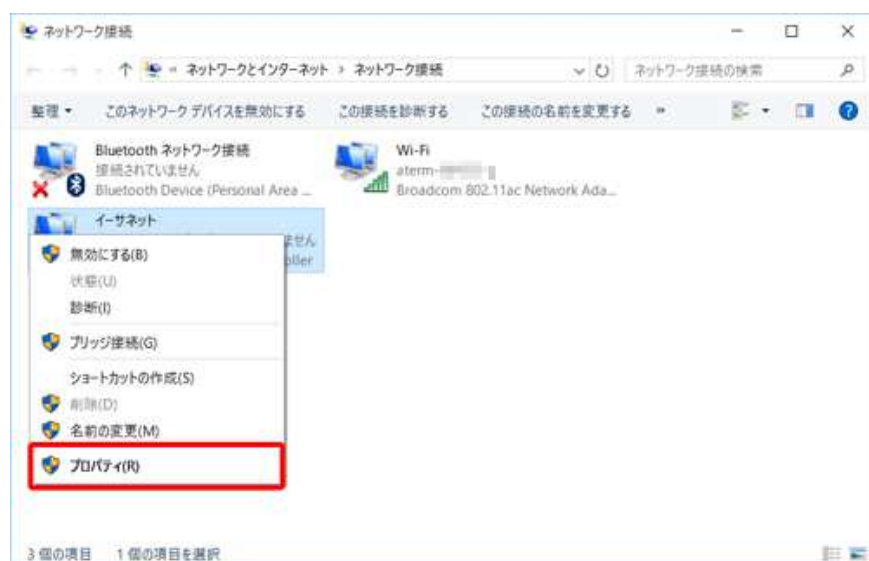 ネットワーク接続
« ネットワークとインターネット › ネットワーク接続
ネットワーク接続の検索
整理 このネットワーク デバイスを無効にする この接続を診断する この接続の名前を変更する »
Bluetooth ネットワーク接続
接続されていません
Bluetooth Device (Personal Area ...
Wi-Fi
aterm-
Broadcom 802.11ac Network Ada...
イーサネット
ません
oller
無効にする(B)
状態(U)
診断(I)
ブリッジ接続(G)
ショートカットの作成(S)
削除(D)
名前の変更(M)
プロパティ(R)
3 個の項目 1 個の項目を選択